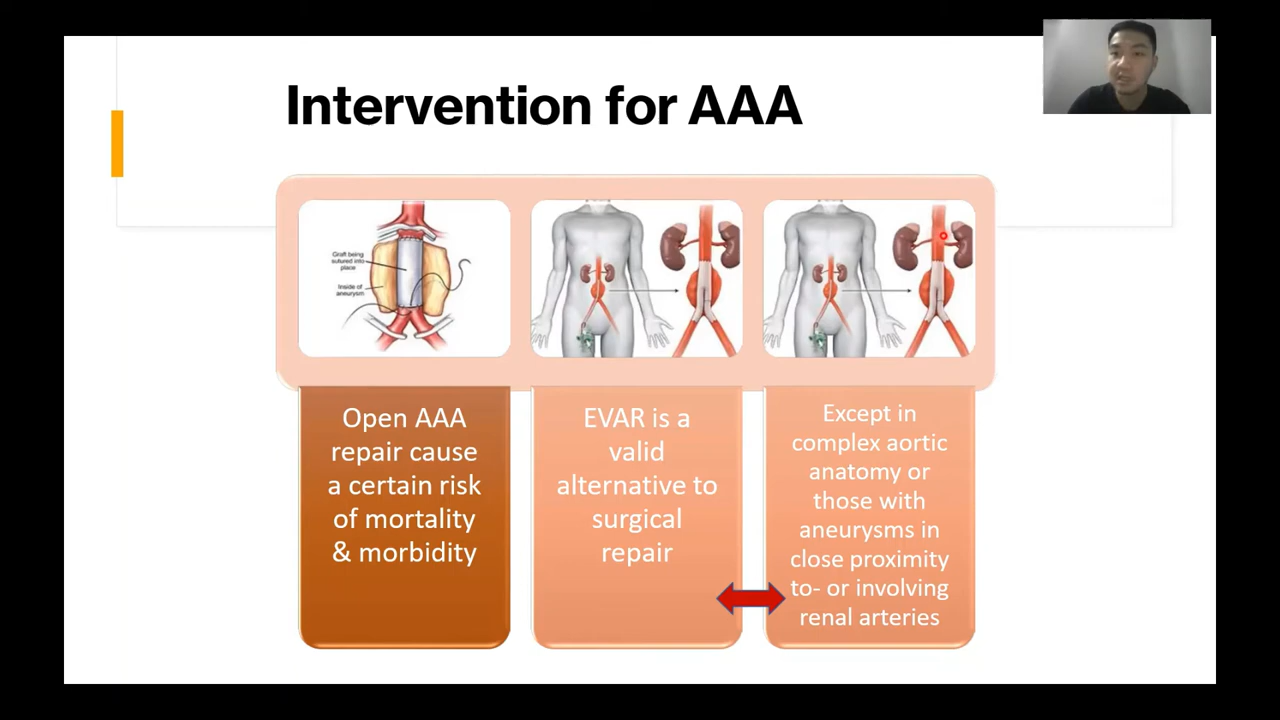 Intervention for AAA
Graft being
sutured into
place
Inside of
aneurysm
Open AAA
repair cause
a certain risk
of mortality
& morbidity
EVAR is a
valid
alternative to
surgical
repair
Except in
complex aortic
anatomy or
those with
aneurysms in
close proximity
to- or involving
renal arteries